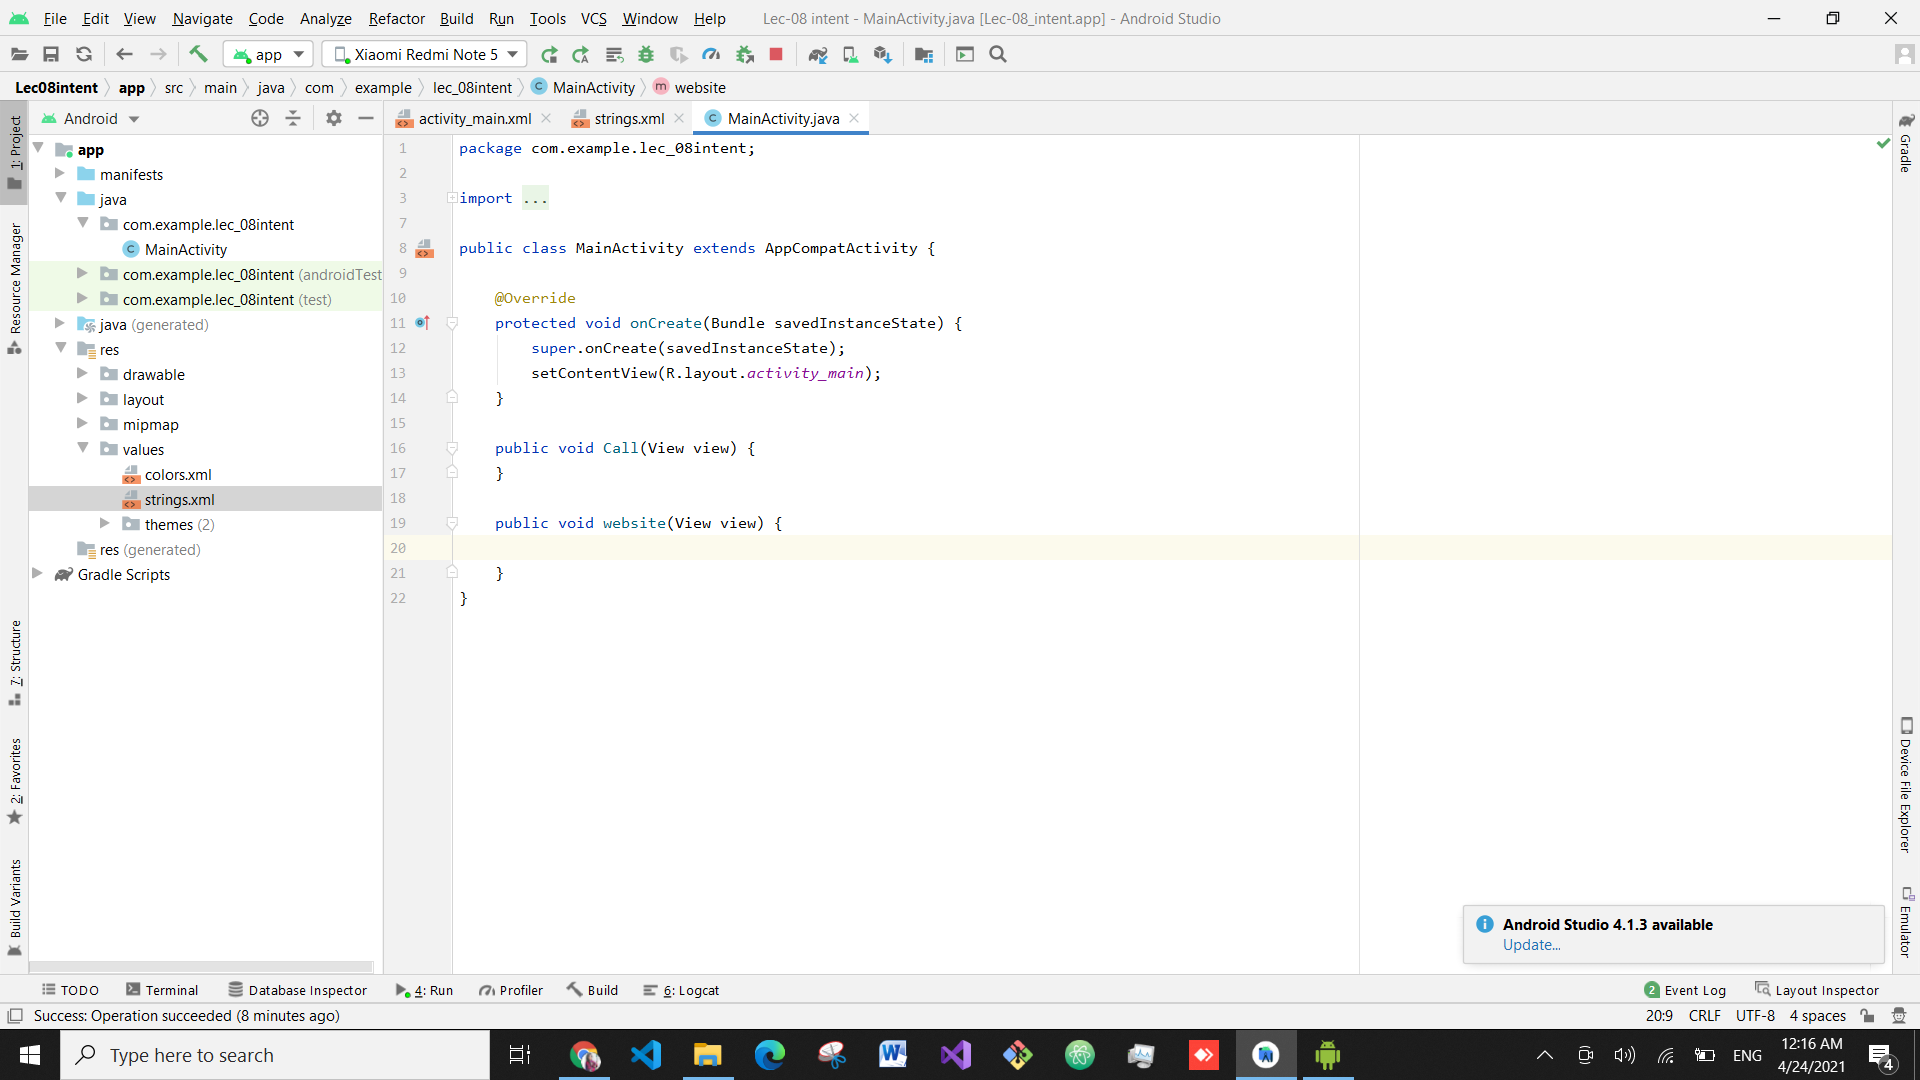 File Edit View Navigate Code Analyze Refactor Build Run Tools VCS Window Help Lec-08 intent - MainActivity.java [Lec-08_intent.app] - Android Studio
app Xiaomi Redmi Note 5
Lec08intent app src main java com example lec_08intent MainActivity website
Android
activity_main.xml strings.xml MainActivity.java
1: Project
Resource Manager
7: Structure
2: Favorites
Build Variants
app
manifests
java
com.example.lec_08intent
MainActivity
com.example.lec_08intent (androidTest
com.example.lec_08intent (test)
java (generated)
res
drawable
layout
mipmap
values
colors.xml
strings.xml
themes (2)
res (generated)
Gradle Scripts
1 package com.example.lec_08intent;
2
3 import ...
7
8 public class MainActivity extends AppCompatActivity {
9
10 @Override
11 protected void onCreate(Bundle savedInstanceState) {
12 super.onCreate(savedInstanceState);
13 setContentView(R.layout.activity_main);
14 }
15
16 public void Call(View view) {
17 }
18
19 public void website(View view) {
20
21 }
22 }
Gradle
Device File Explorer
Emulator
Android Studio 4.1.3 available
Update...
TODO Terminal Database Inspector 4: Run Profiler Build 6: Logcat 2 Event Log Layout Inspector
Success: Operation succeeded (8 minutes ago) 20:9 CRLF UTF-8 4 spaces
Type here to search
ENG
12:16 AM
4/24/2021
4